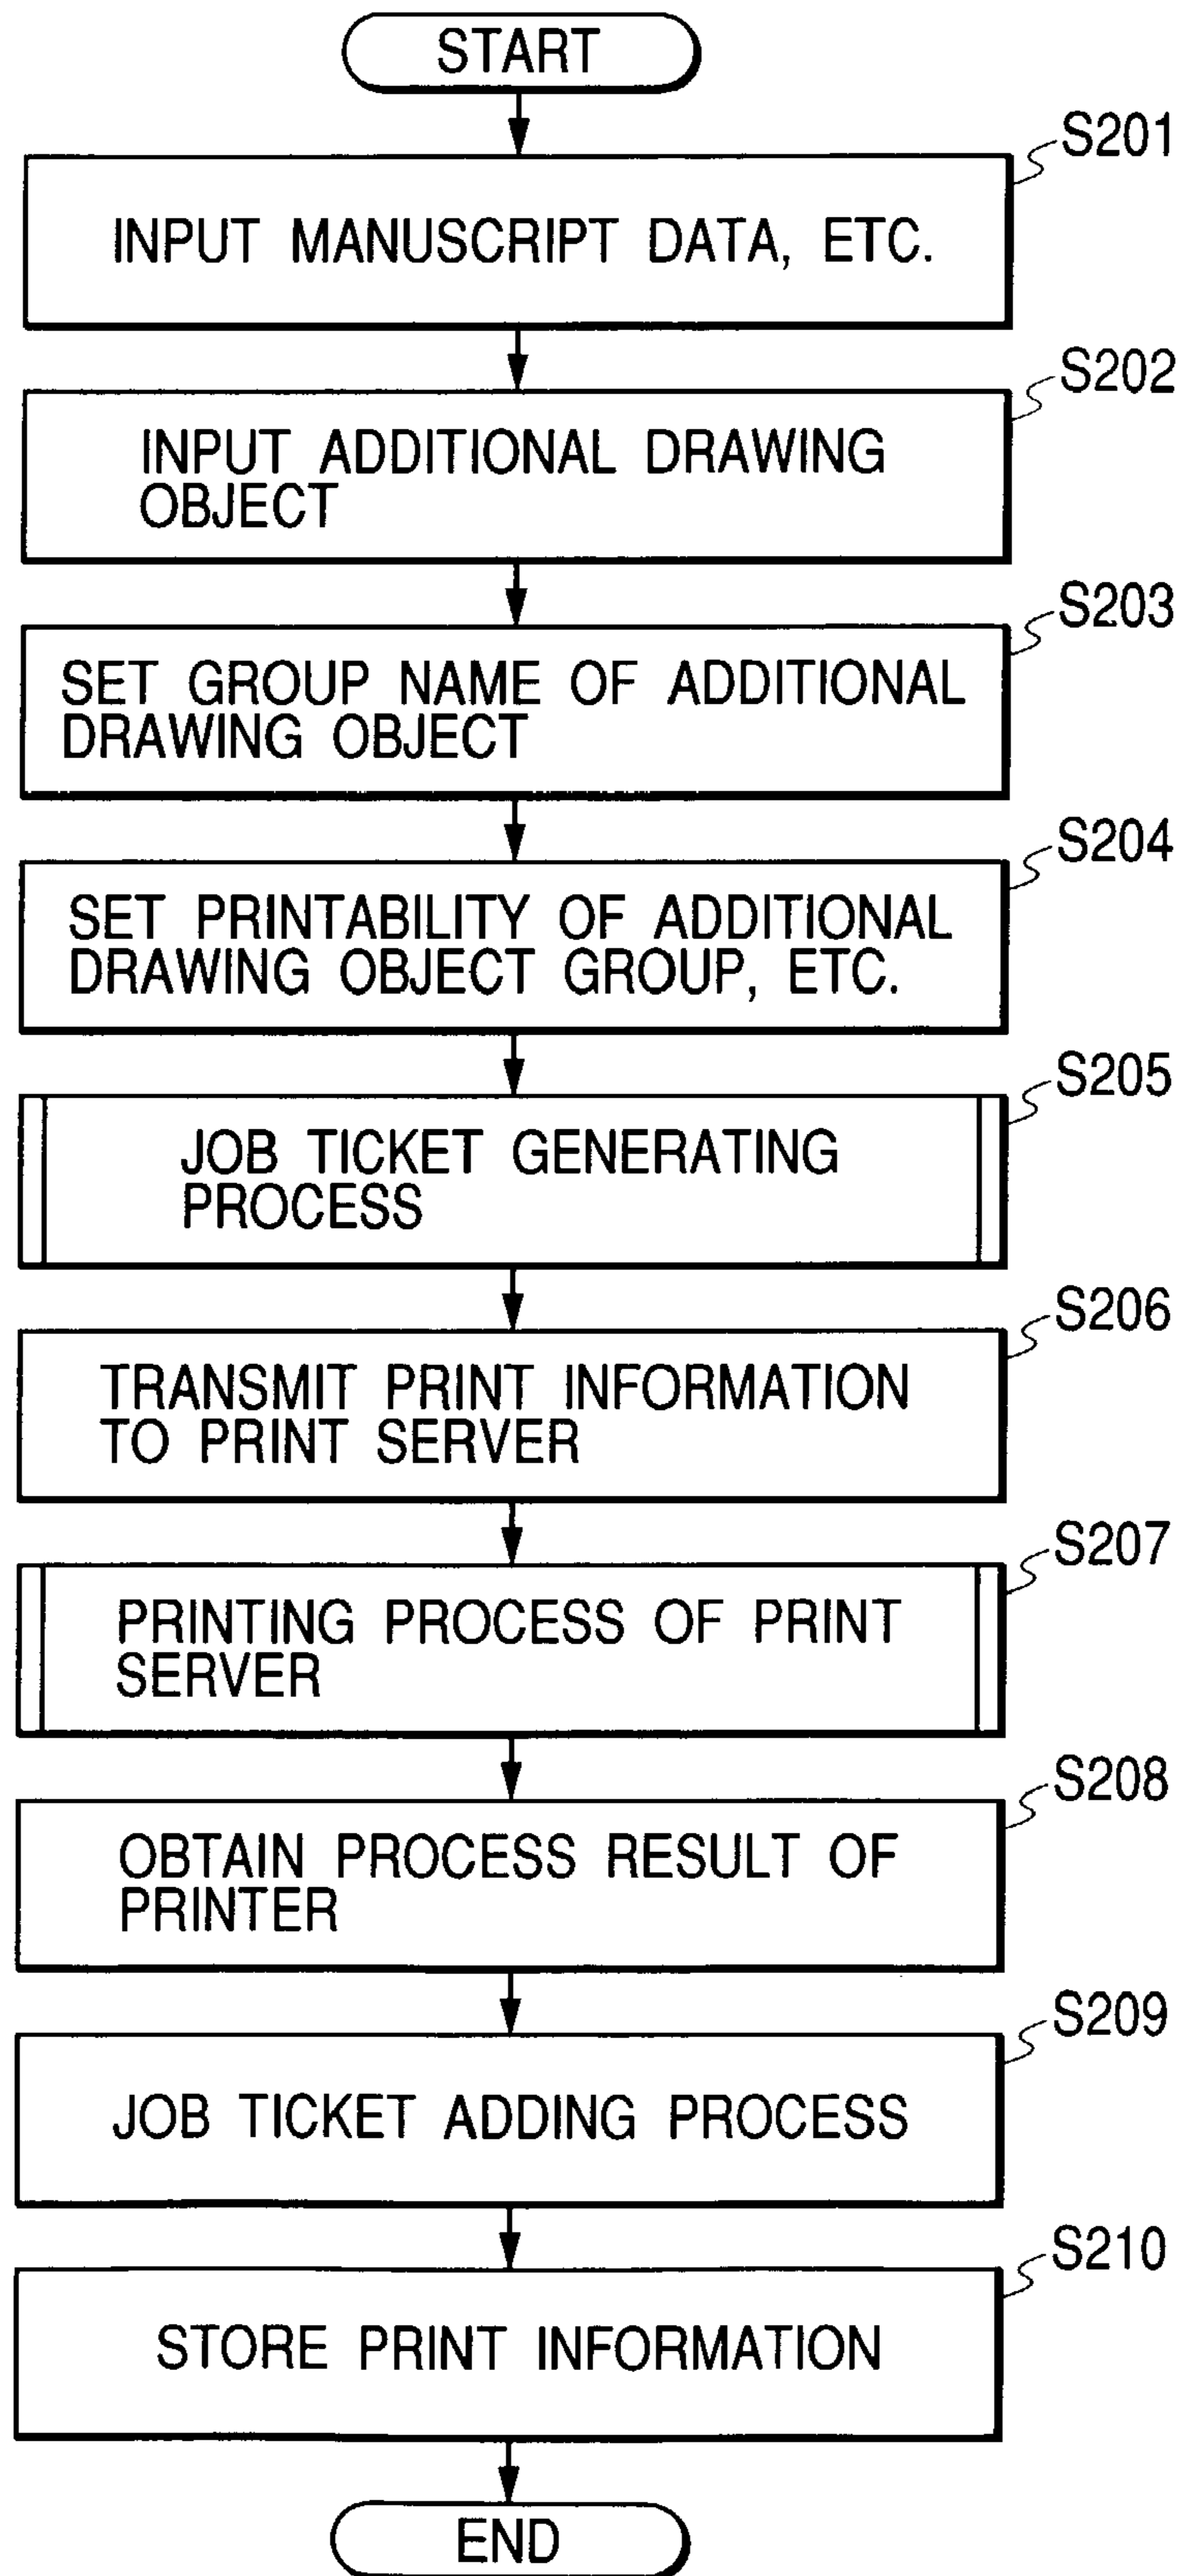 START
S201
INPUT MANUSCRIPT DATA, ETC.
S202
INPUT ADDITIONAL DRAWING
OBJECT
S203
SET GROUP NAME OF ADDITIONAL
DRAWING OBJECT
S204
SET PRINTABILITY OF ADDITIONAL
DRAWING OBJECT GROUP, ETC.
S205
JOB TICKET GENERATING
PROCESS
S206
TRANSMIT PRINT INFORMATION
TO PRINT SERVER
S207
PRINTING PROCESS OF PRINT
SERVER
S208
OBTAIN PROCESS RESULT OF
PRINTER
S209
JOB TICKET ADDING PROCESS
S210
STORE PRINT INFORMATION
END